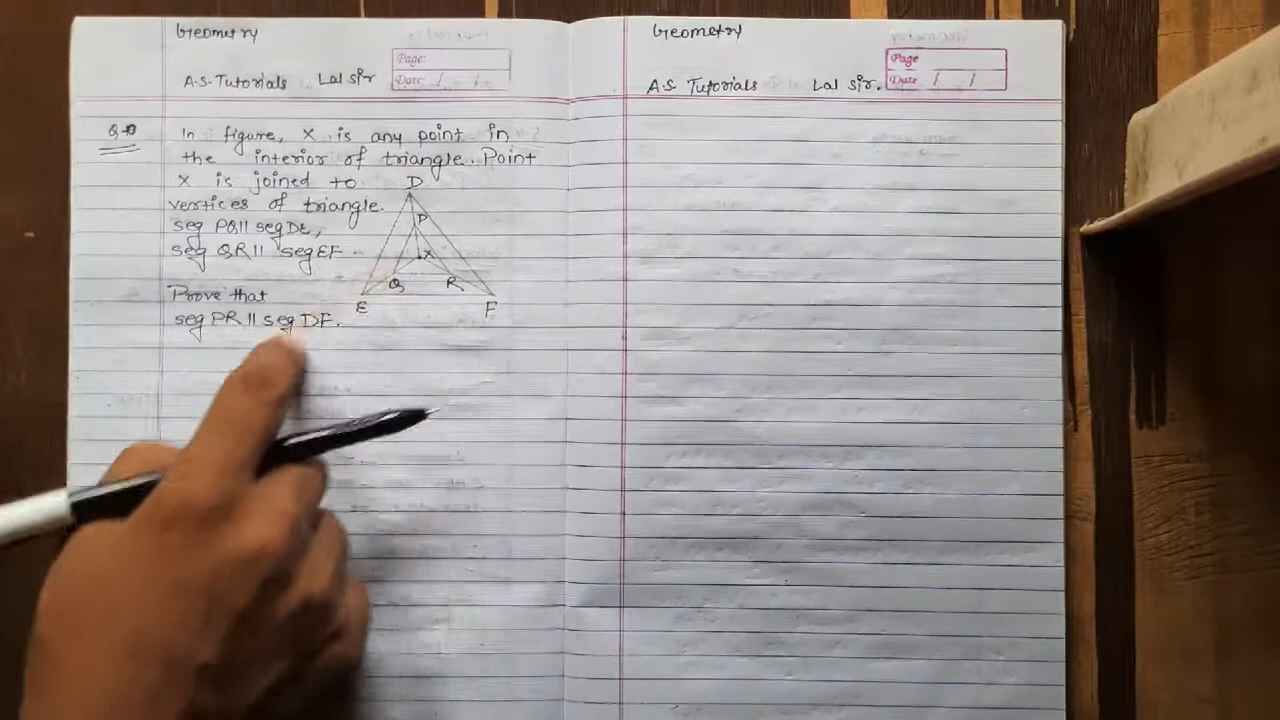 Geometry
A.S. Tutorials Lal sir
Page:
Date: / /
In figure, X is any point in
the interior of triangle. Point
X is joined to
vertices of triangle.
seg PQ || seg DE,
seg QR || seg EF.
Prove that
seg PR || seg DF.
D
P
X
Q
R
E
F
Geometry
A.S. Tutorials Lal sir.
Page
Date / /